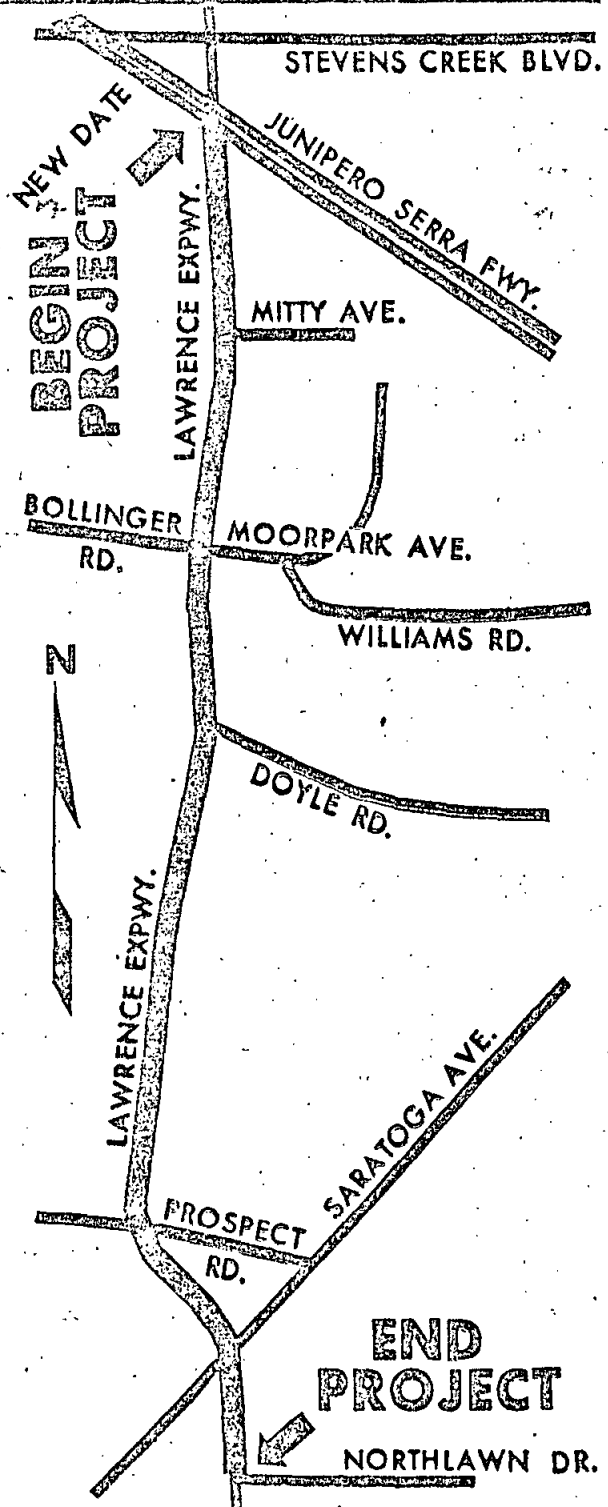 STEVENS CREEK BLVD.
NEW DATE
JUNIPERO SERRA FWY.
BEGIN
PROJECT
LAWRENCE EXPWY.
MITTY AVE.
BOLLINGER
RD.
MOORPARK AVE.
WILLIAMS RD.
N
DOYLE RD.
LAWRENCE EXPWY.
SARATOGA AVE.
PROSPECT
RD.
END
PROJECT
NORTHLAWN DR.